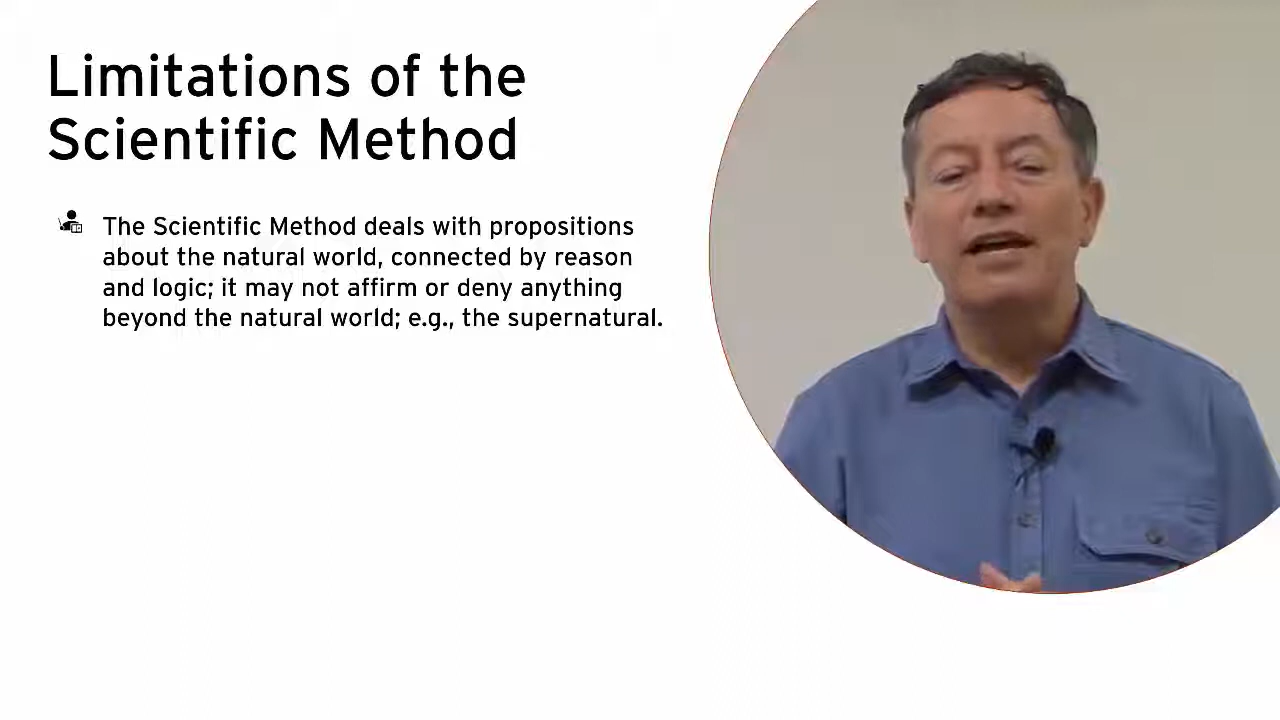 Limitations of the
Scientific Method
The Scientific Method deals with propositions
about the natural world, connected by reason
and logic; it may not affirm or deny anything
beyond the natural world; e.g., the supernatural.